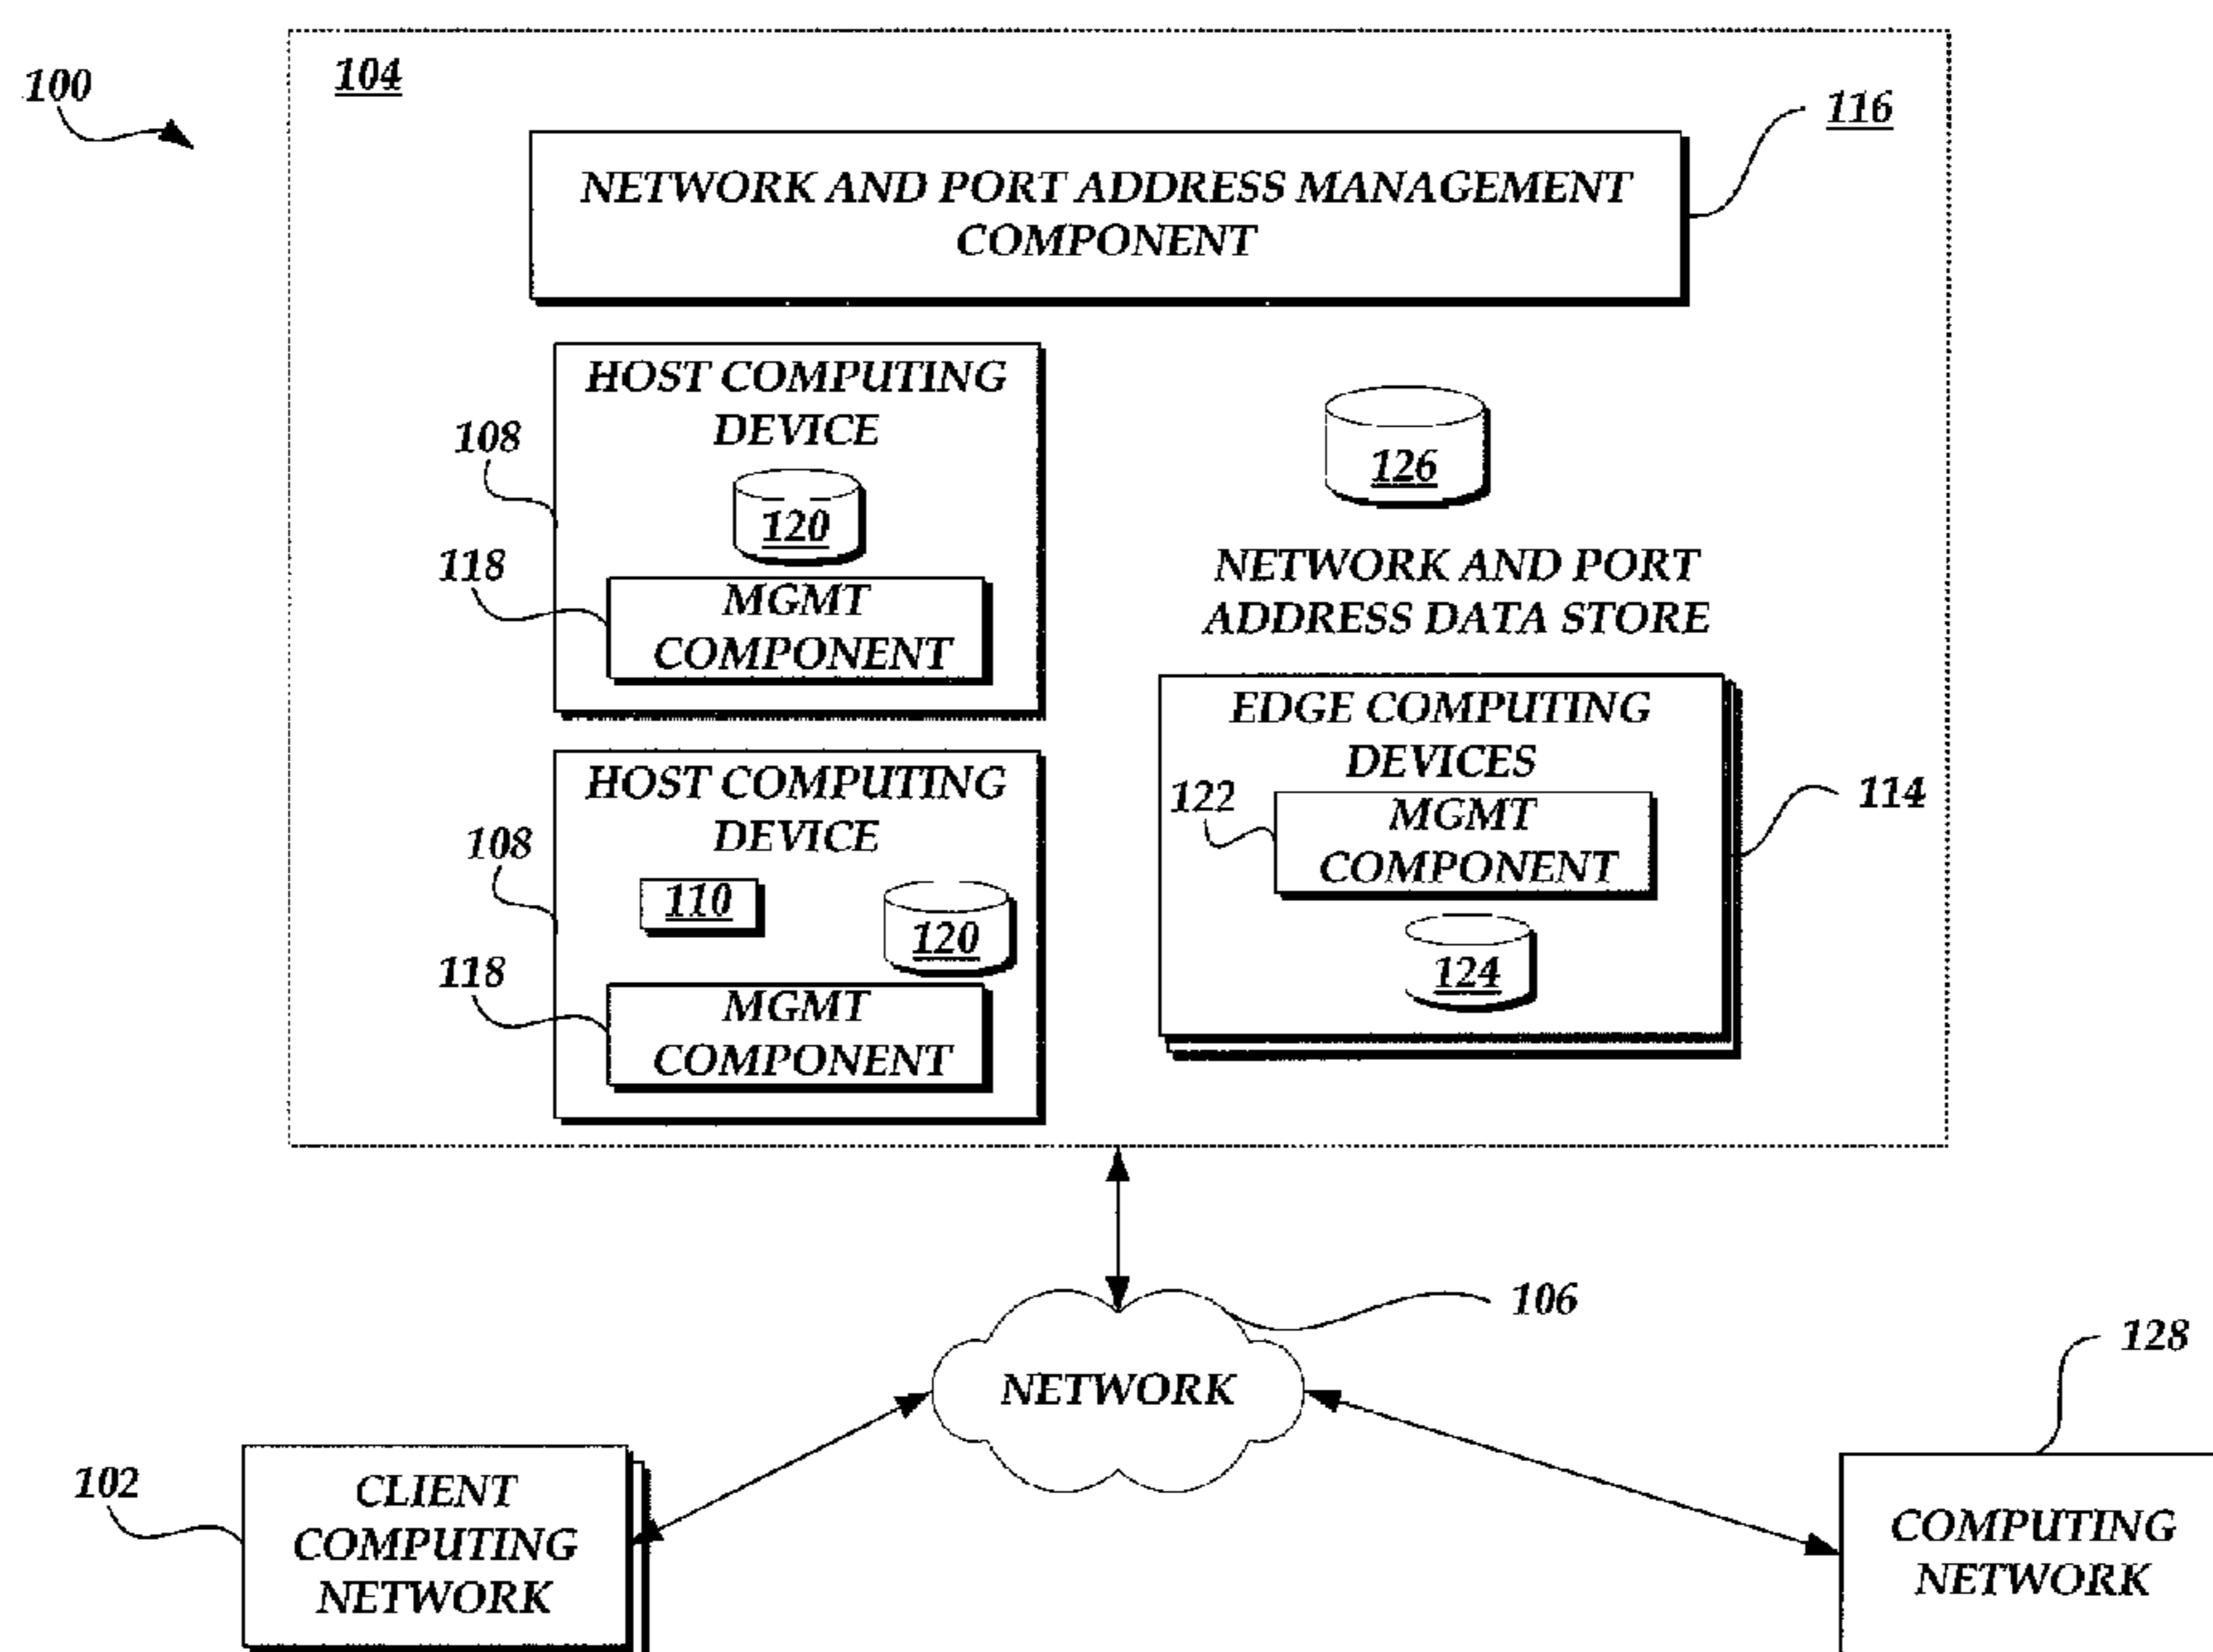 100
104
116
NETWORK AND PORT ADDRESS MANAGEMENT
COMPONENT
HOST COMPUTING
DEVICE
108
120
118
MGMT
COMPONENT
126
NETWORK AND PORT
ADDRESS DATA STORE
HOST COMPUTING
DEVICE
108
110
120
118
MGMT
COMPONENT
EDGE COMPUTING
DEVICES
122
MGMT
COMPONENT
114
124
106
NETWORK
128
102
CLIENT
COMPUTING
NETWORK
COMPUTING
NETWORK